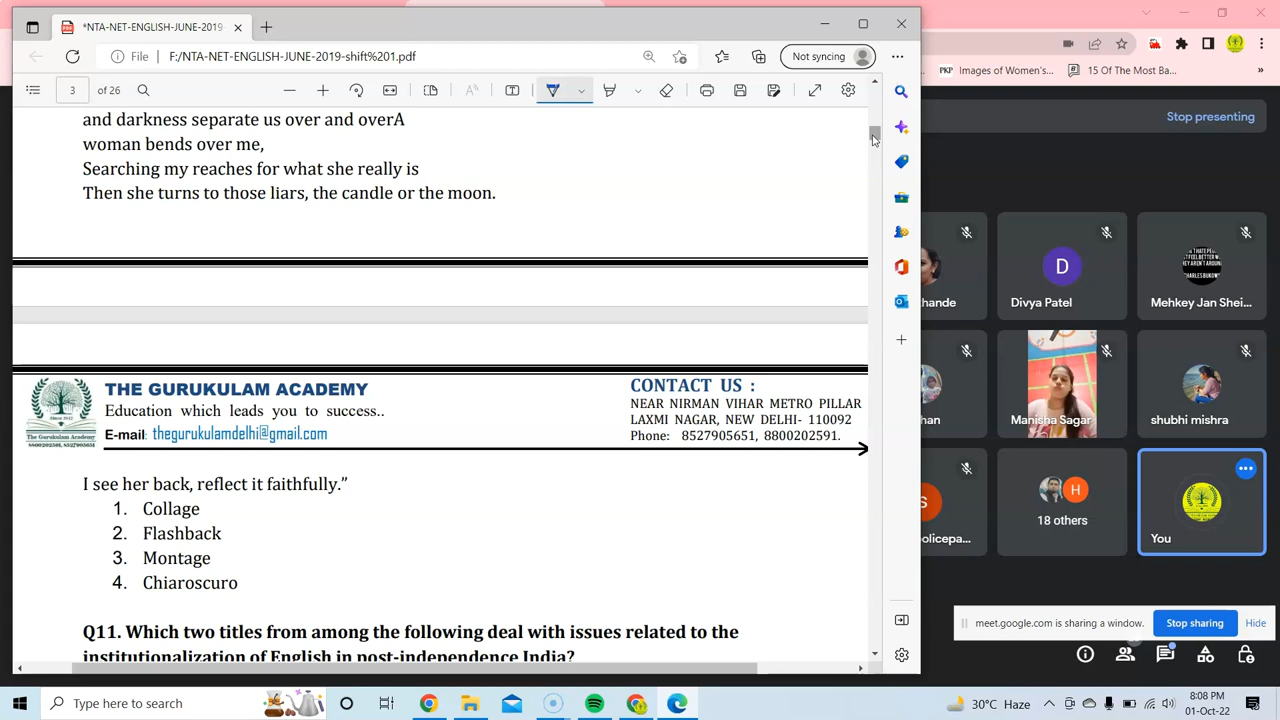 *NTA-NET-ENGLISH-JUNE-2019-
File
F:/NTA-NET-ENGLISH-JUNE-2019-shift%201.pdf
Not syncing
3
of 26
and darkness separate us over and overA
woman bends over me,
Searching my reaches for what she really is
Then she turns to those liars, the candle or the moon.
THE GURUKULAM ACADEMY
Education which leads you to success..
E-mail: thegurukulamdelhi@gmail.com
CONTACT US :
NEAR NIRMAN VIHAR METRO PILLAR
LAXMI NAGAR, NEW DELHI- 110092
Phone: 8527905651, 8800202591.
I see her back, reflect it faithfully.”
1. Collage
2. Flashback
3. Montage
4. Chiaroscuro
Q11. Which two titles from among the following deal with issues related to the
institutionalization of English in post-independence India?
PKP
Images of Women's...
15 Of The Most Ba...
Stop presenting
hande
D
Divya Patel
Mehkey Jan Shei...
han
Manisha Sagar
shubhi mishra
S
policepa...
H
18 others
You
meet.google.com is sharing a window.
Stop sharing
Hide
Type here to search
30°C Haze
8:08 PM
01-Oct-22